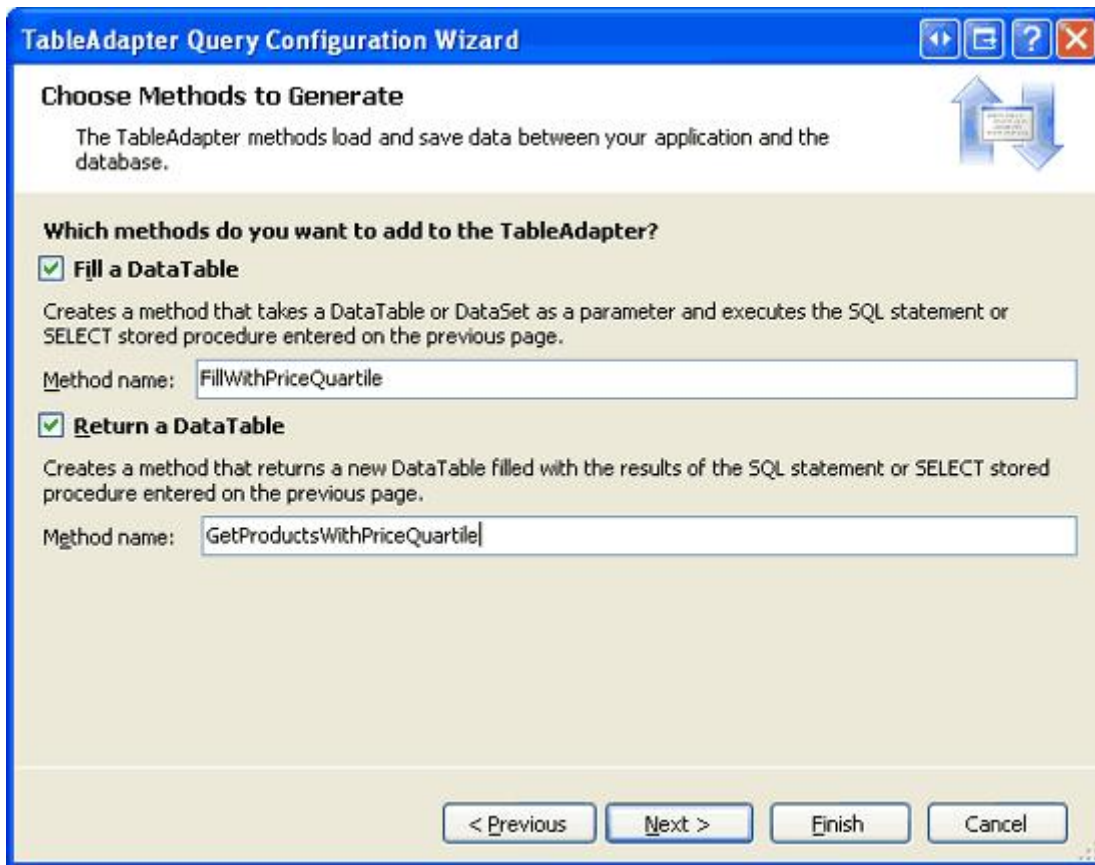 TableAdapter Query Configuration Wizard
Choose Methods to Generate
The TableAdapter methods load and save data between your application and the
database.
Which methods do you want to add to the TableAdapter?
Fill a DataTable
Creates a method that takes a DataTable or DataSet as a parameter and executes the SQL statement or
SELECT stored procedure entered on the previous page.
Method name: FillWithPriceQuartile
Return a DataTable
Creates a method that returns a new DataTable filled with the results of the SQL statement or SELECT stored
procedure entered on the previous page.
Method name: GetProductsWithPriceQuartile
< Previous Next > Finish Cancel